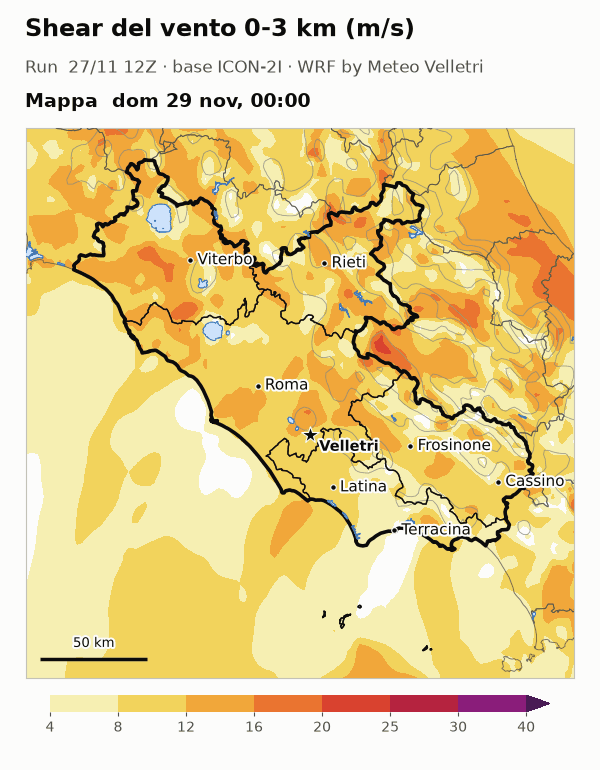 Shear del vento 0-3 km (m/s)
Run  27/11 12Z · base ICON-2I · WRF by Meteo Velletri
Mappa  dom 29 nov, 00:00
Viterbo
Rieti
Roma
Velletri
Frosinone
Cassino
Latina
Terracina
50 km
4 8 12 16 20 25 30 40